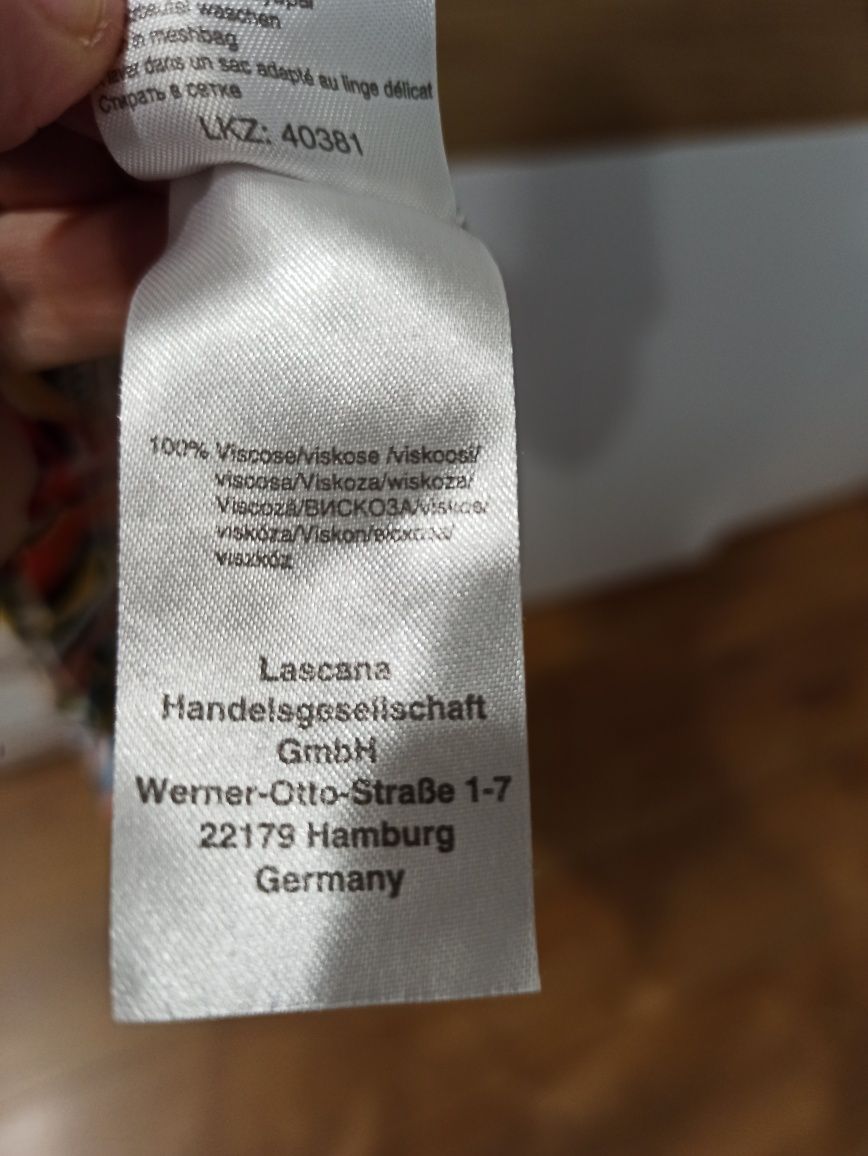 waschen
meshbag
dans un sac adapté au linge délicat
Стирать в сетке
LKZ: 40381
100% Viscose/viskose /viskoosi/
viscosa/Viskoza/wiskoza/
Viscoză/ВИСКОЗА/viskos/
viskóza/Viskon/
viszkóz
Lascana
Handelsgesellschaft
GmbH
Werner-Otto-Straße 1-7
22179 Hamburg
Germany